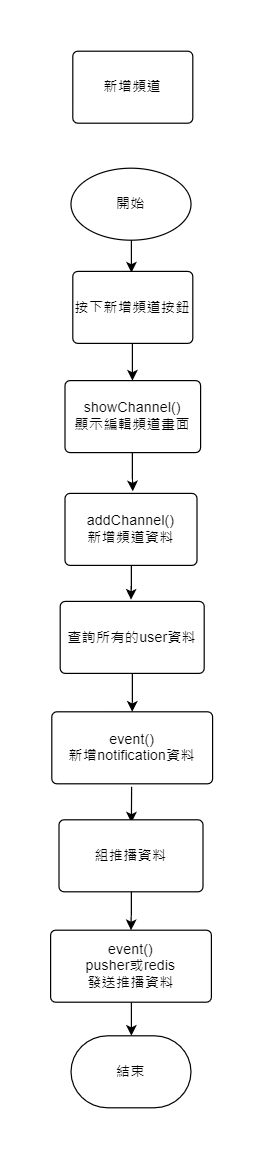 新增頻道
開始
按下新增頻道按鈕
showChannel()
顯示編輯頻道畫面
addChannel()
新增頻道資料
查詢所有的user資料
event()
新增notification資料
組推播資料
event()
pusher或redis
發送推播資料
結束